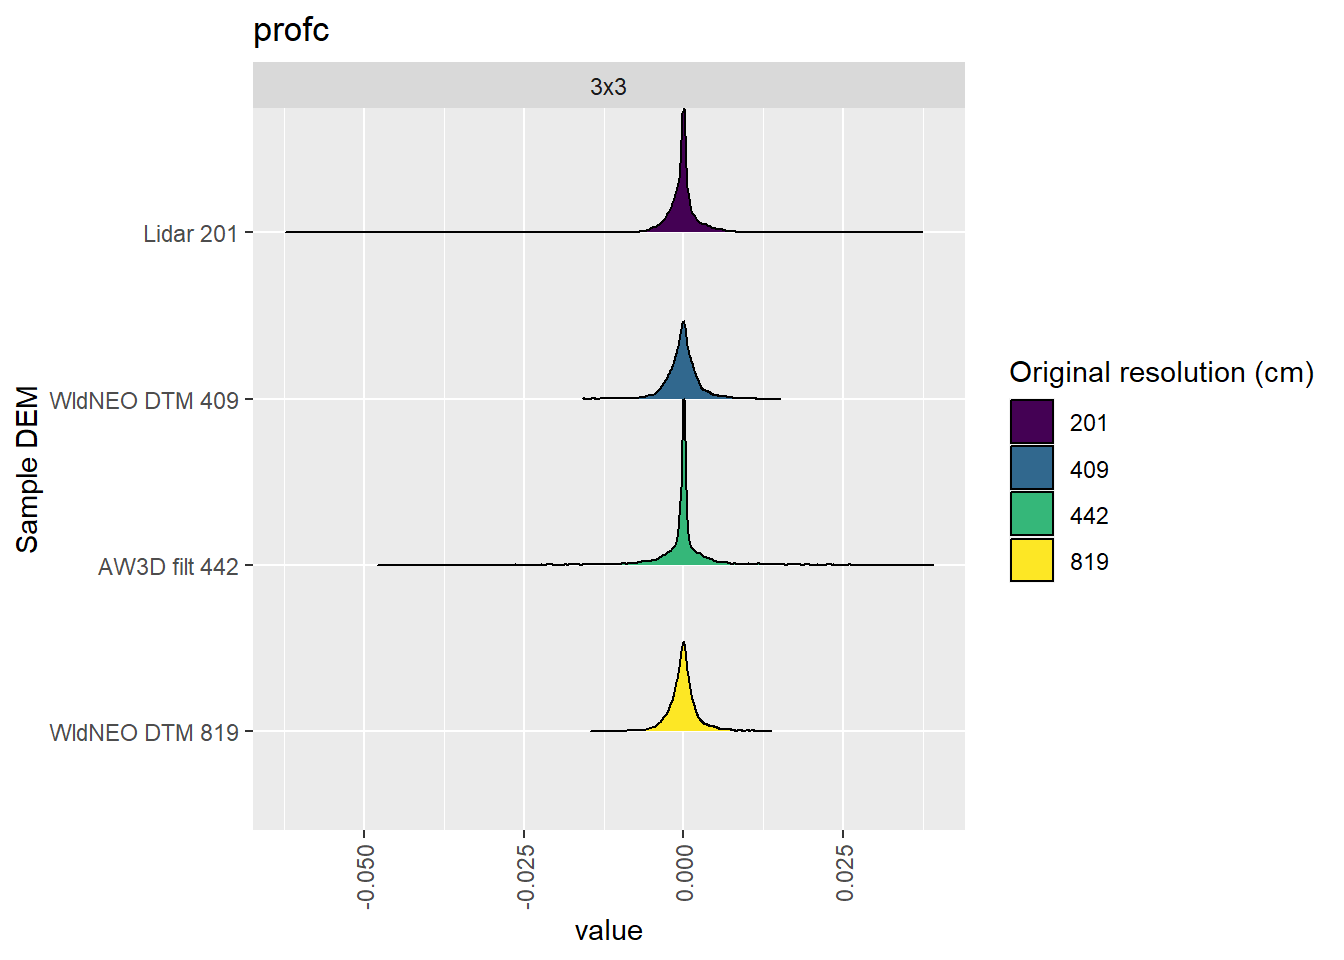 profc
3x3
Lidar 201
WldNEO DTM 409
AW3D filt 442
WldNEO DTM 819
Sample DEM
-0.050
-0.025
0.000
0.025
value
Original resolution (cm)
201
409
442
819